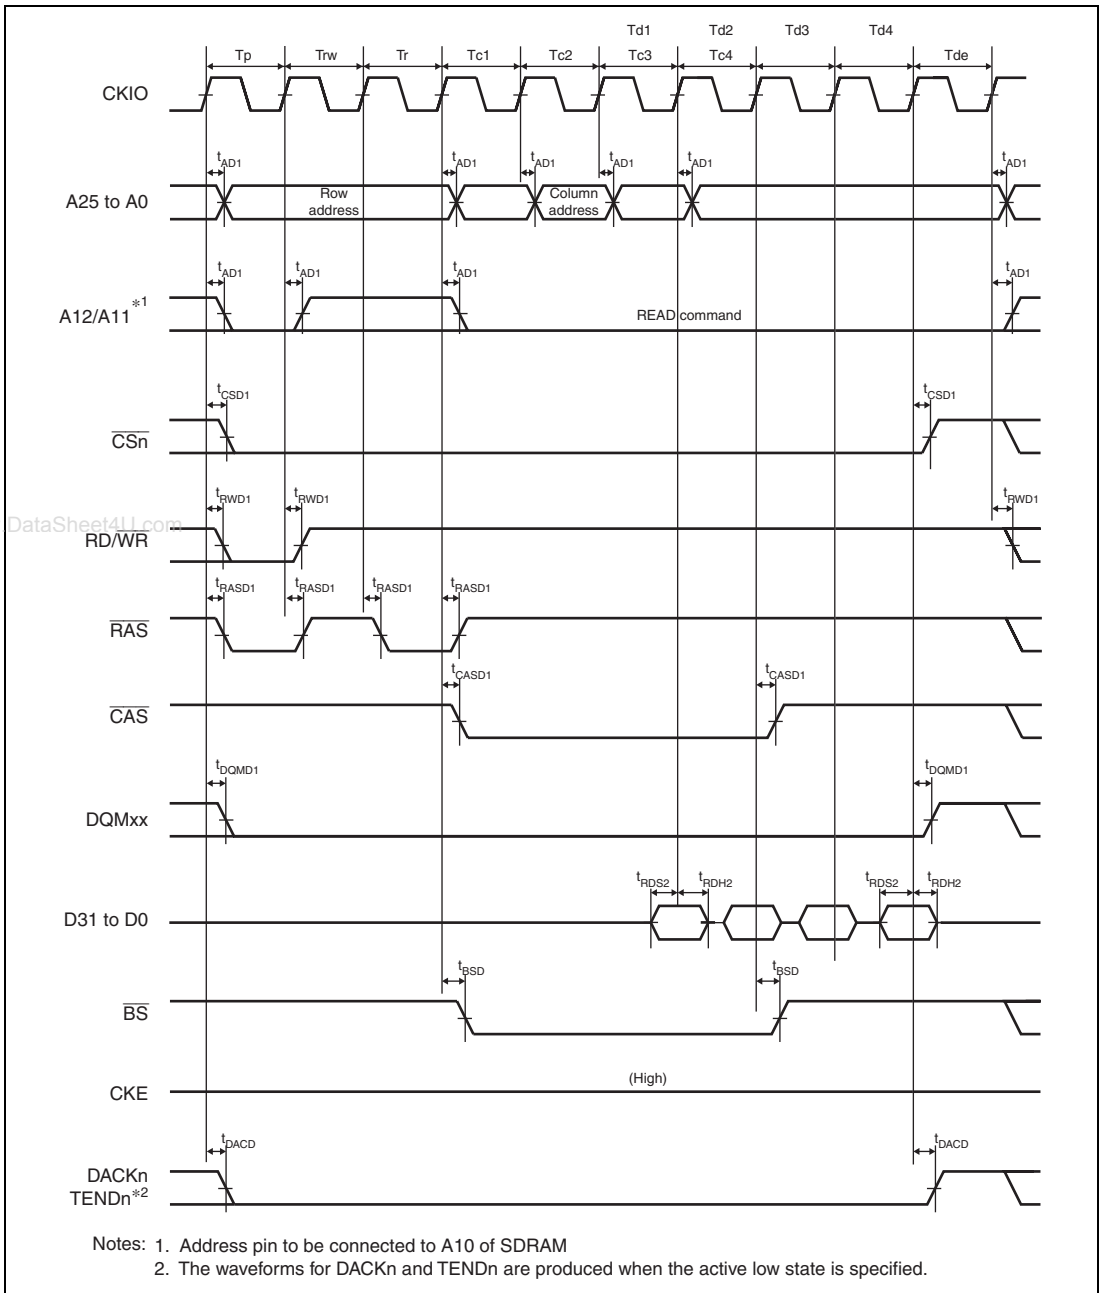 Td1 Td2 Td3 Td4
Tp Trw Tr Tc1 Tc2 Tc3 Tc4 Tde
CKIO
tAD1 tAD1 tAD1 tAD1 tAD1 tAD1
A25 to A0
Row address
Column address
tAD1 tAD1 tAD1 tAD1
A12/A11 *1
READ command
tCSD1 tCSD1
CSn
tRWD1 tRWD1 tRWD1
DataSheet4U.com
RD/WR
tRASD1 tRASD1 tRASD1 tRASD1
RAS
tCASD1 tCASD1
CAS
tDQMD1 tDQMD1
DQMxx
tRDS2 tRDH2 tRDS2 tRDH2
D31 to D0
tBSD tBSD
BS
(High)
CKE
tDACD tDACD
DACKn
TENDn*2
Notes: 1. Address pin to be connected to A10 of SDRAM
2. The waveforms for DACKn and TENDn are produced when the active low state is specified.